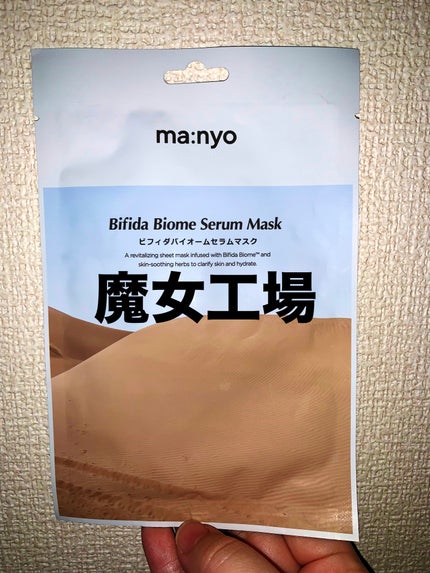 ma:nyo
Bifida Biome Serum Mask
ビフィダバイオームセラムマスク
A revitalizing sheet mask infused with Bifida Biome™ and
skin-soothing herbs to clarify skin and hydrate.
魔女工場